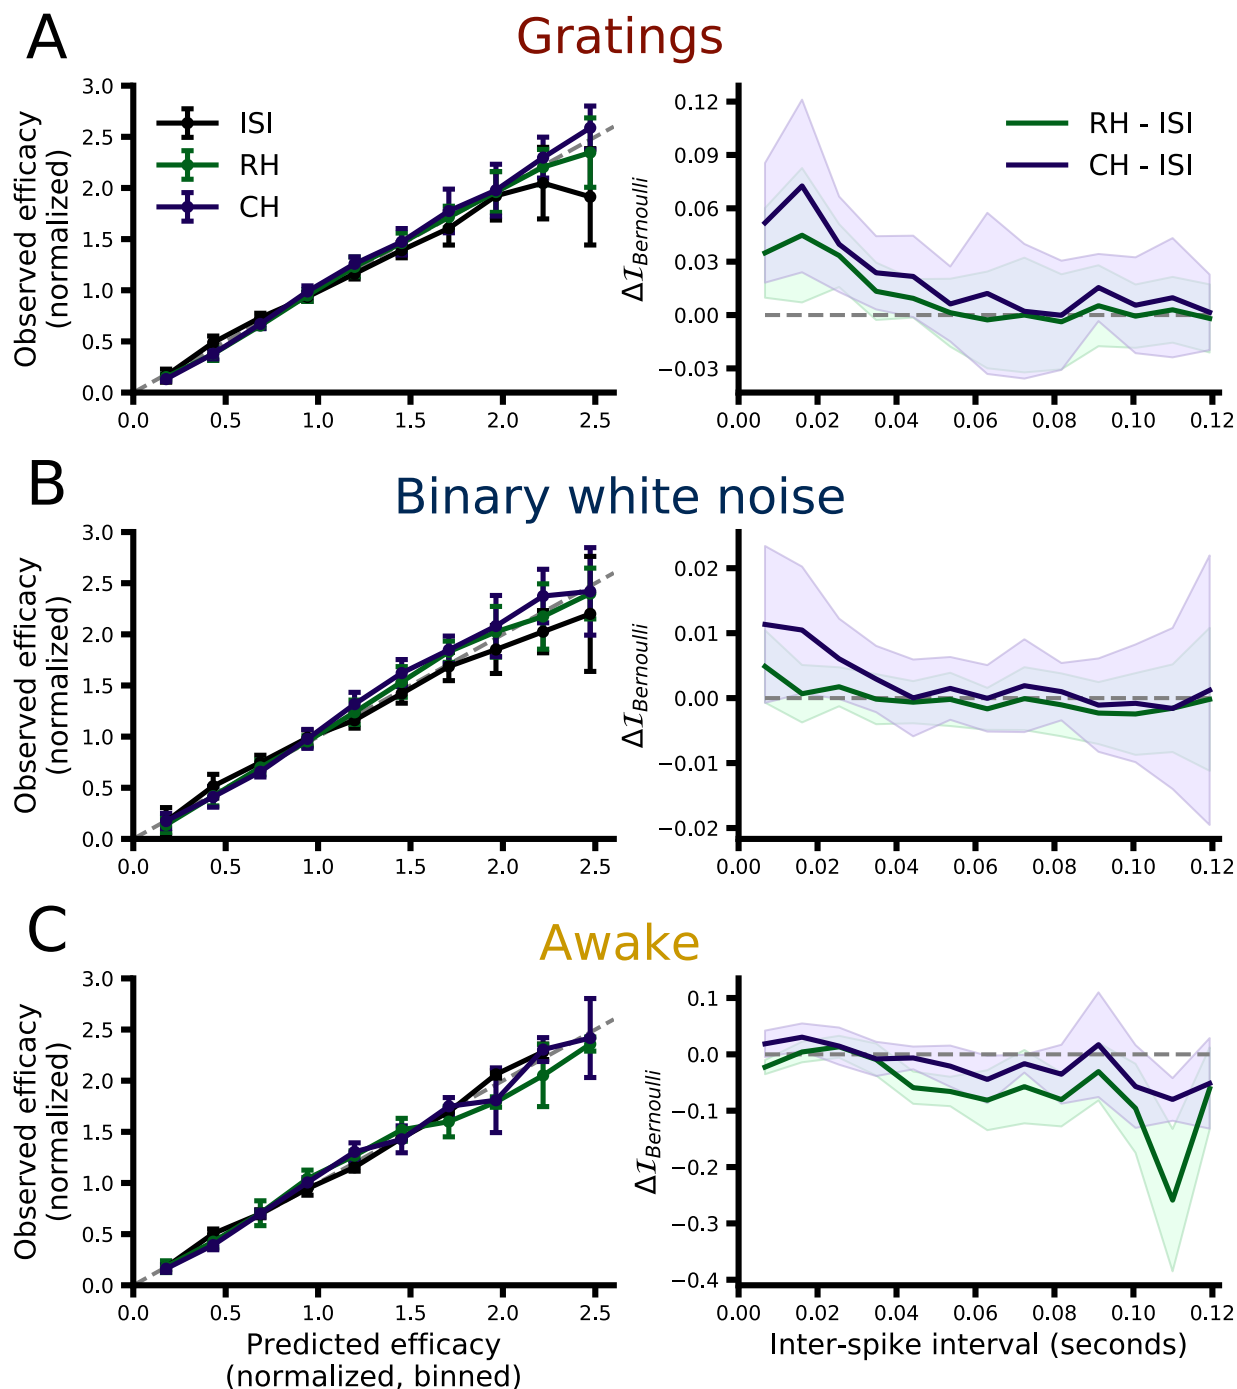 A
Gratings
Observed efficacy
(normalized)
3.0
2.5
2.0
1.5
1.0
0.5
0.0
ISI
RH
CH
0.0 0.5 1.0 1.5 2.0 2.5
Δℐ_Bernoulli
0.12
0.09
0.06
0.03
0.00
−0.03
RH - ISI
CH - ISI
0.00 0.02 0.04 0.06 0.08 0.10 0.12
B
Binary white noise
Observed efficacy
(normalized)
3.0
2.5
2.0
1.5
1.0
0.5
0.0
0.0 0.5 1.0 1.5 2.0 2.5
Δℐ_Bernoulli
0.02
0.01
0.00
−0.01
−0.02
0.00 0.02 0.04 0.06 0.08 0.10 0.12
C
Awake
Observed efficacy
(normalized)
3.0
2.5
2.0
1.5
1.0
0.5
0.0
0.0 0.5 1.0 1.5 2.0 2.5
Predicted efficacy
(normalized, binned)
Δℐ_Bernoulli
0.1
0.0
−0.1
−0.2
−0.3
−0.4
0.00 0.02 0.04 0.06 0.08 0.10 0.12
Inter-spike interval (seconds)